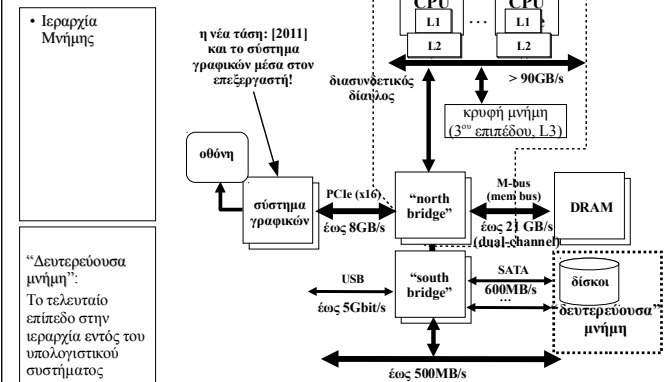 • Ιεραρχία
Μνήμης
“Δευτερεύουσα
μνήμη”:
Το τελευταίο
επίπεδο στην
ιεραρχία εντός του
υπολογιστικού
συστήματος
η νέα τάση: [2011]
και το σύστημα
γραφικών μέσα στον
επεξεργαστή!
CPU
L1
L2
...
CPU
L1
L2
διασυνδετικός
δίαυλος
> 90GB/s
κρυφή μνήμη
(3ου επιπέδου, L3)
οθόνη
σύστημα
γραφικών
PCIe (x16)
έως 8GB/s
“north
bridge”
M-bus
(mem bus)
έως 21 GB/s
(dual-channel)
DRAM
USB
έως 5Gbit/s
“south
bridge”
SATA
600MB/s
...
δίσκοι
δευτερεύουσα”
μνήμη
έως 500MB/s